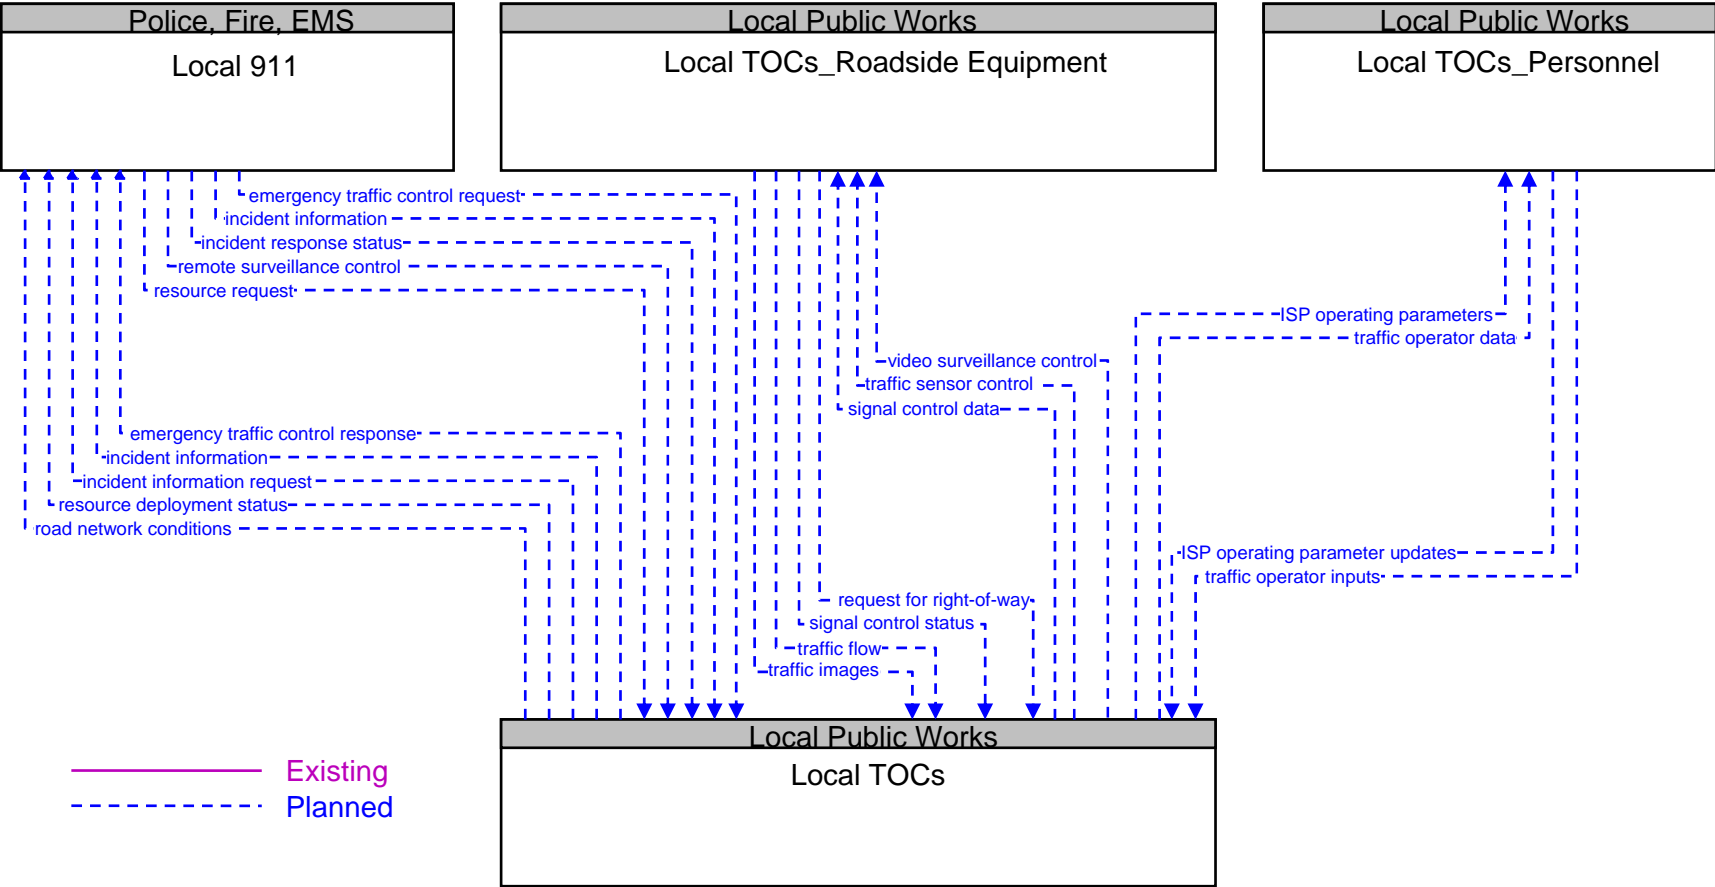 Police, Fire, EMS
Local 911
Local Public Works
Local TOCs_Roadside Equipment
Local Public Works
Local TOCs_Personnel
emergency traffic control request
incident information
incident response status
remote surveillance control
resource request
ISP operating parameters
traffic operator data
video surveillance control
traffic sensor control
signal control data
emergency traffic control response
incident information
incident information request
resource deployment status
road network conditions
ISP operating parameter updates
traffic operator inputs
request for right-of-way
signal control status
traffic flow
traffic images
Local Public Works
Local TOCs
Existing
Planned